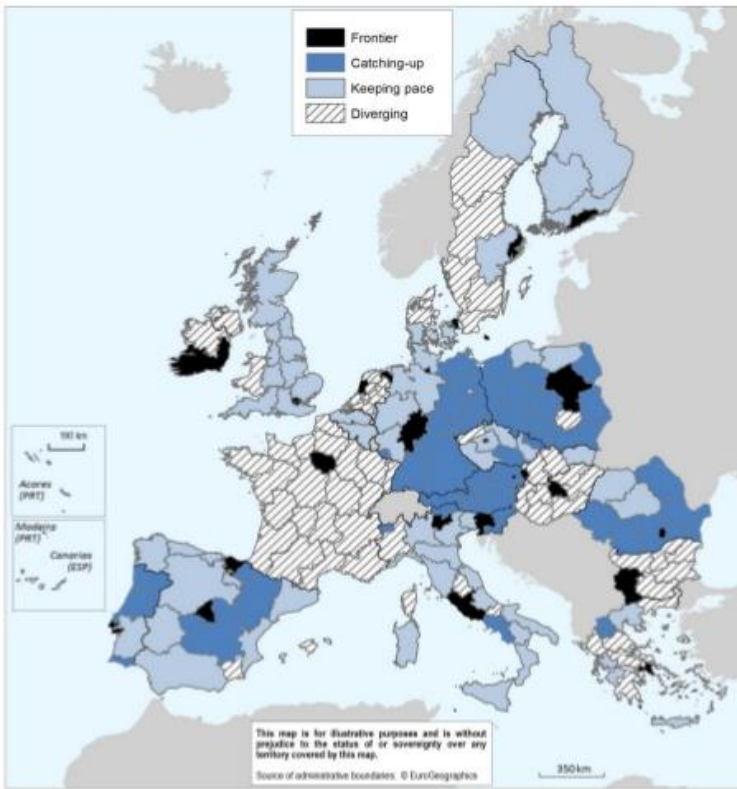 Frontier
Catching-up
Keeping pace
Diverging
190 km
Acores
(PRT)
Madeira
(PRT)
Canarias
(ESP)
This map is for illustrative purposes and is without
prejudice to the status of or sovereignty over any
territory covered by this map.
Source of administrative boundaries: © EuroGeographics
350 km